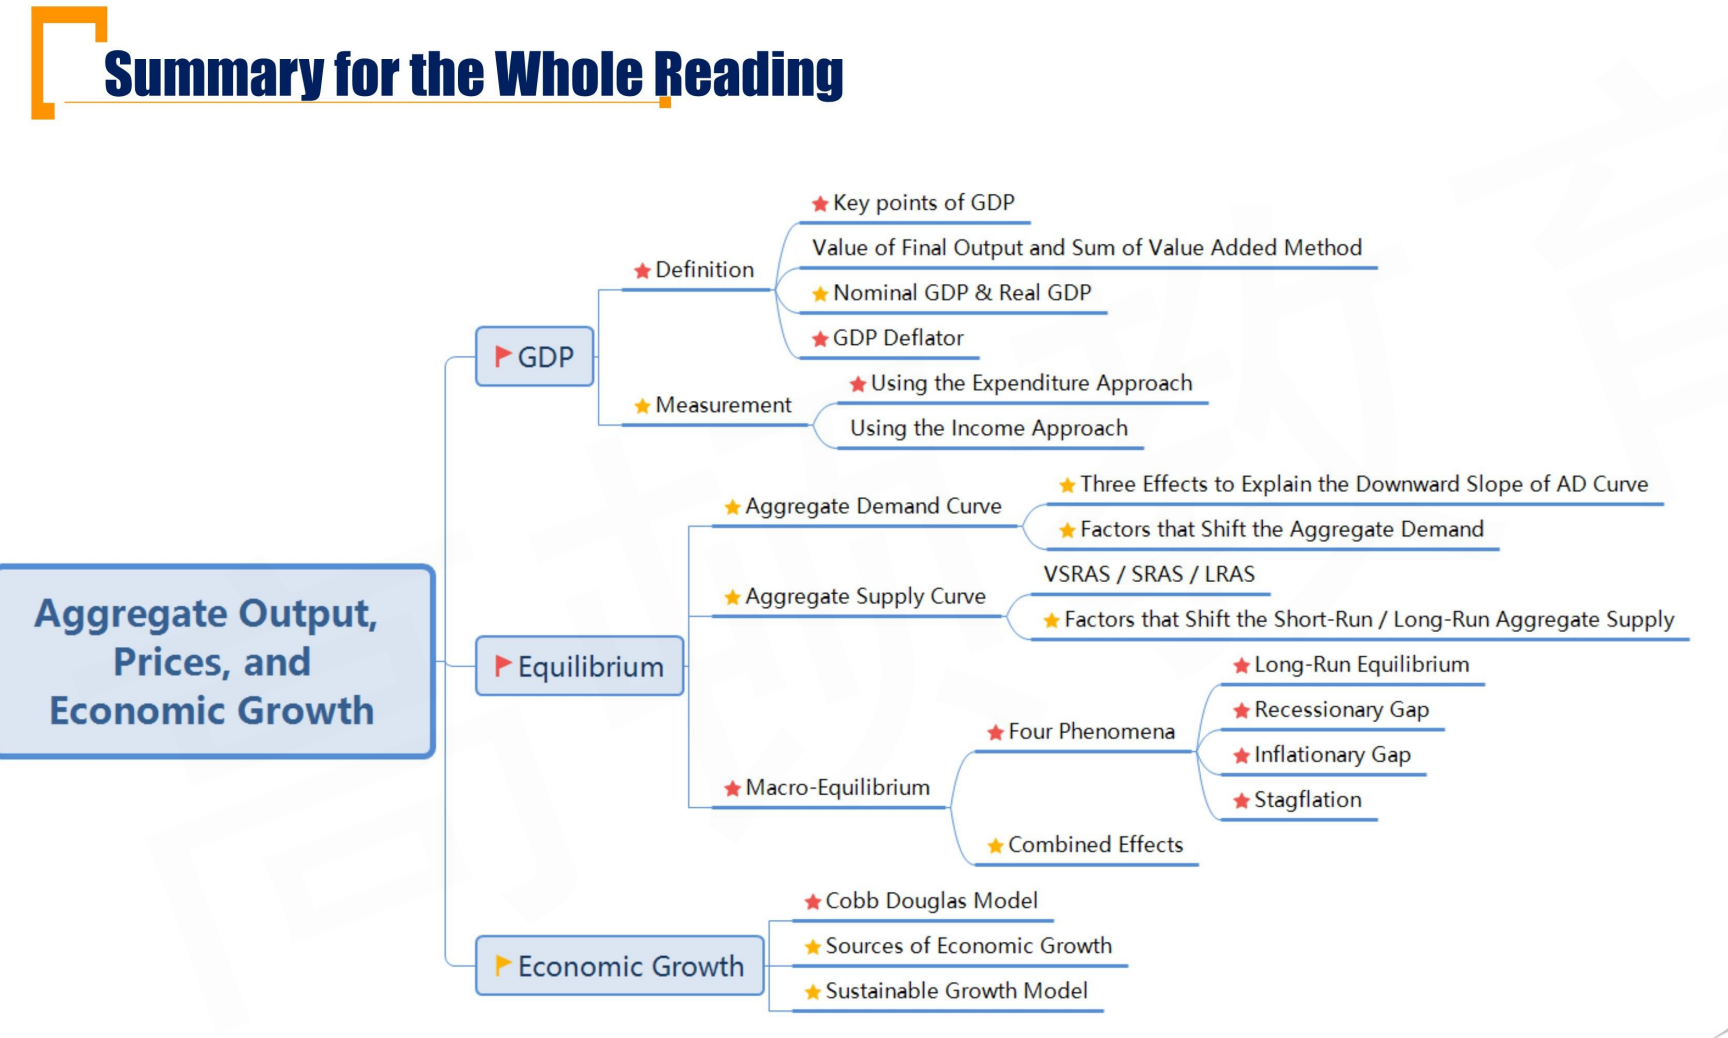 Summary for the Whole Reading
Key points of GDP
Value of Final Output and Sum of Value Added Method
Definition
Nominal GDP & Real GDP
GDP Deflator
GDP
Using the Expenditure Approach
Measurement
Using the Income Approach
Three Effects to Explain the Downward Slope of AD Curve
Aggregate Demand Curve
Factors that Shift the Aggregate Demand
VSRAS / SRAS / LRAS
Aggregate Supply Curve
Factors that Shift the Short-Run / Long-Run Aggregate Supply
Aggregate Output,
Prices, and
Economic Growth
Equilibrium
Long-Run Equilibrium
Recessionary Gap
Four Phenomena
Inflationary Gap
Stagflation
Macro-Equilibrium
Combined Effects
Cobb Douglas Model
Sources of Economic Growth
Economic Growth
Sustainable Growth Model
高顿教育